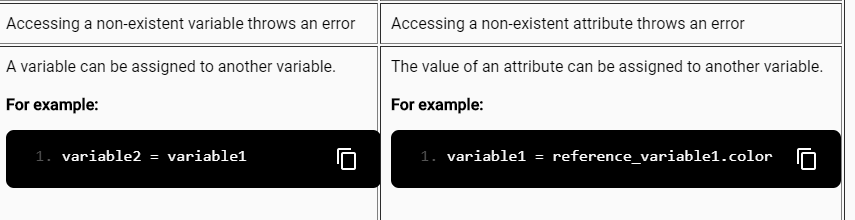 Accessing a non-existent variable throws an error
Accessing a non-existent attribute throws an error
A variable can be assigned to another variable.
For example:
1. variable2 = variable1
The value of an attribute can be assigned to another variable.
For example:
1. variable1 = reference_variable1.color